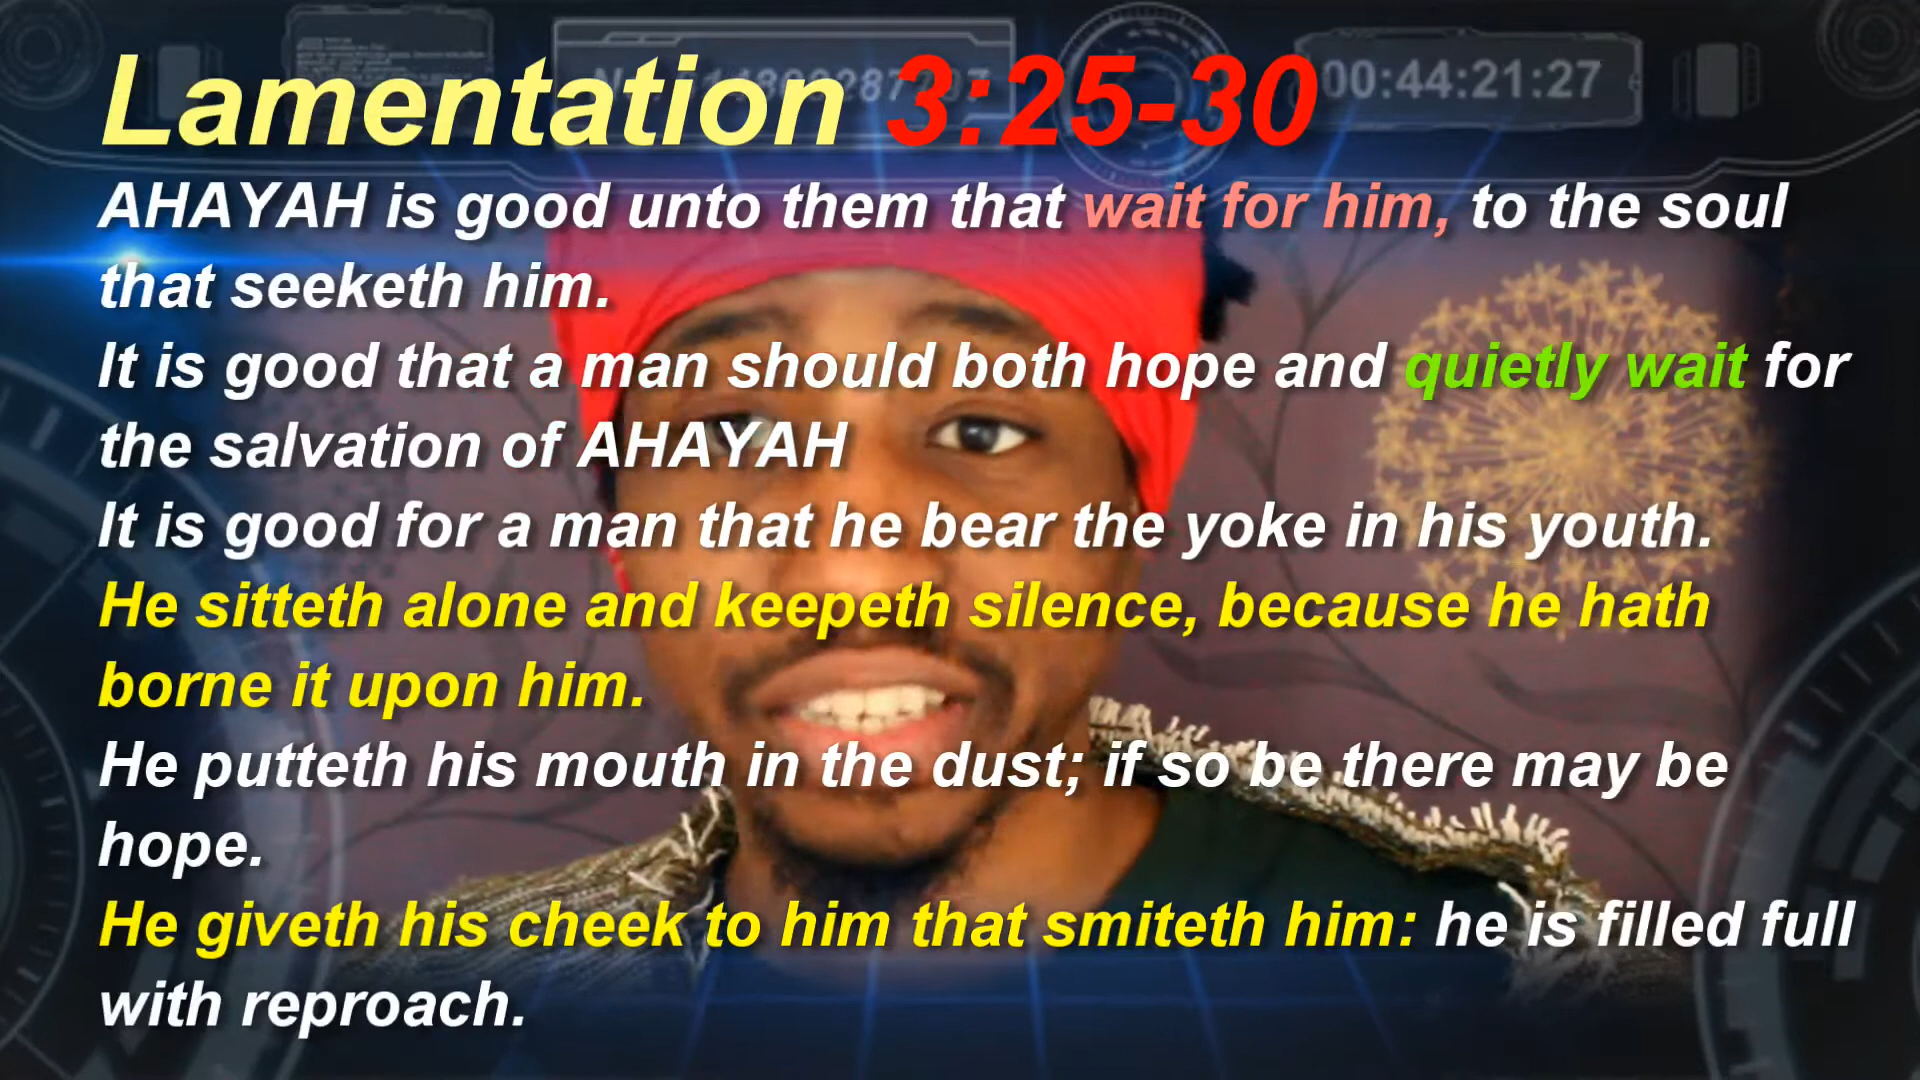 Lamentation 3:25-30
00:44:21:27
AHAYAH is good unto them that wait for him, to the soul
that seeketh him.
It is good that a man should both hope and quietly wait for
the salvation of AHAYAH
It is good for a man that he bear the yoke in his youth.
He sitteth alone and keepeth silence, because he hath
borne it upon him.
He putteth his mouth in the dust; if so be there may be
hope.
He giveth his cheek to him that smiteth him: he is filled full
with reproach.